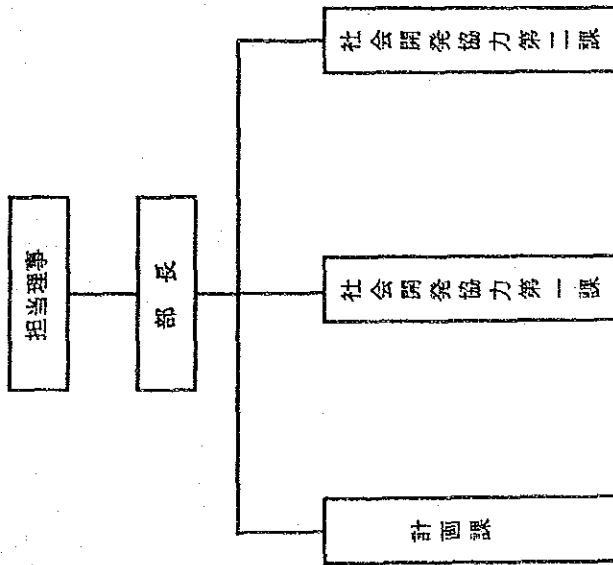 担当理事
部長
計画課
社会開発協力第一課
社会開発協力第二課